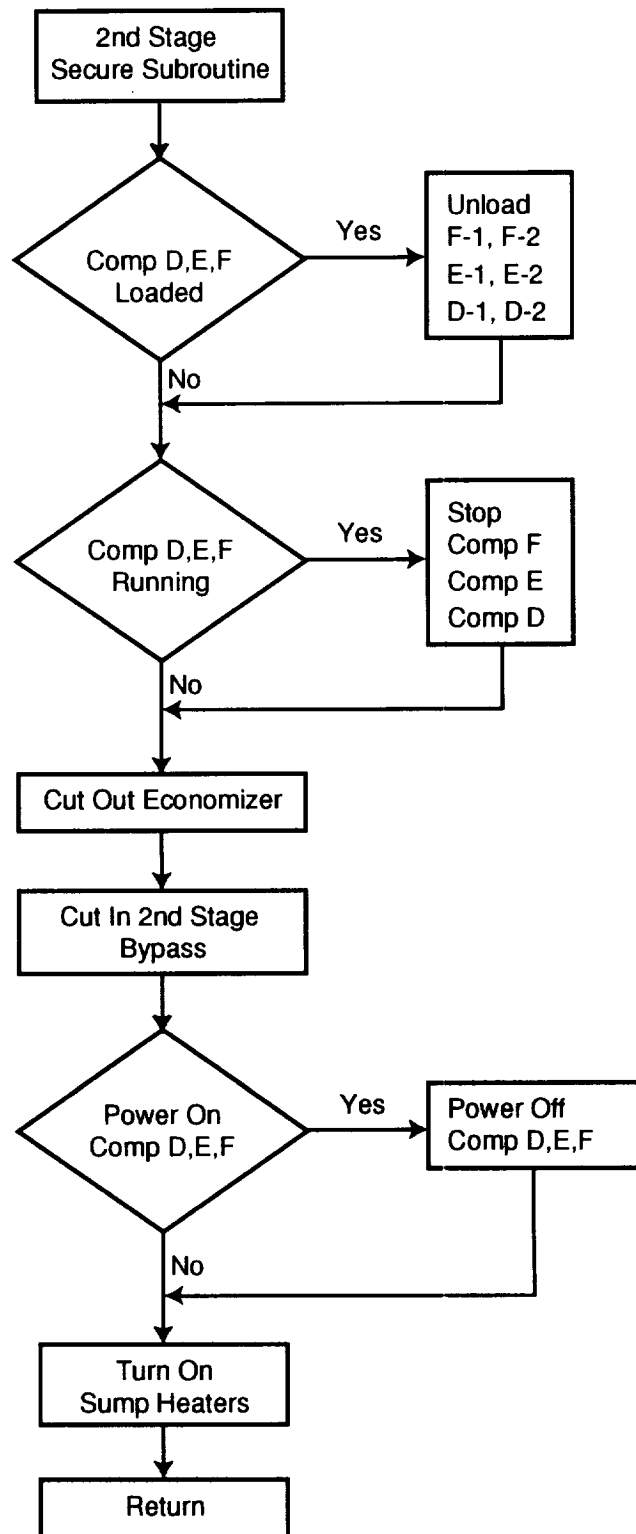 2nd Stage
Secure Subroutine
Comp D,E,F
Loaded
Yes
Unload
F-1, F-2
E-1, E-2
D-1, D-2
No
Comp D,E,F
Running
Yes
Stop
Comp F
Comp E
Comp D
No
Cut Out Economizer
Cut In 2nd Stage
Bypass
Power On
Comp D,E,F
Yes
Power Off
Comp D,E,F
No
Turn On
Sump Heaters
Return